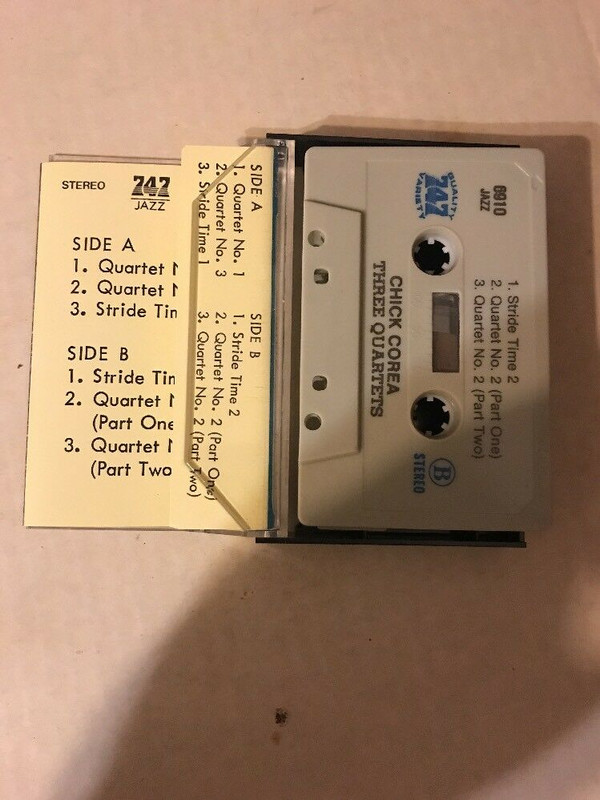 STEREO
747
JAZZ
SIDE A
1. Quartet
2. Quartet
3. Stride Tim
SIDE B
1. Stride Tim
2. Quartet
(Part One
3. Quartet
(Part Two
SIDE A
1. Quartet No. 1
2. Quartet No. 3
3. Stride Time 1
SIDE B
1. Stride Time 2
2. Quartet No. 2 (Part One)
3. Quartet No. 2 (Part Two)
6910
JAZZ
QUALITY
747
VARIETY
1. Stride Time 2
2. Quartet No. 2 (Part One)
3. Quartet No. 2 (Part Two)
B
STEREO
CHICK COREA
THREE QUARTETS